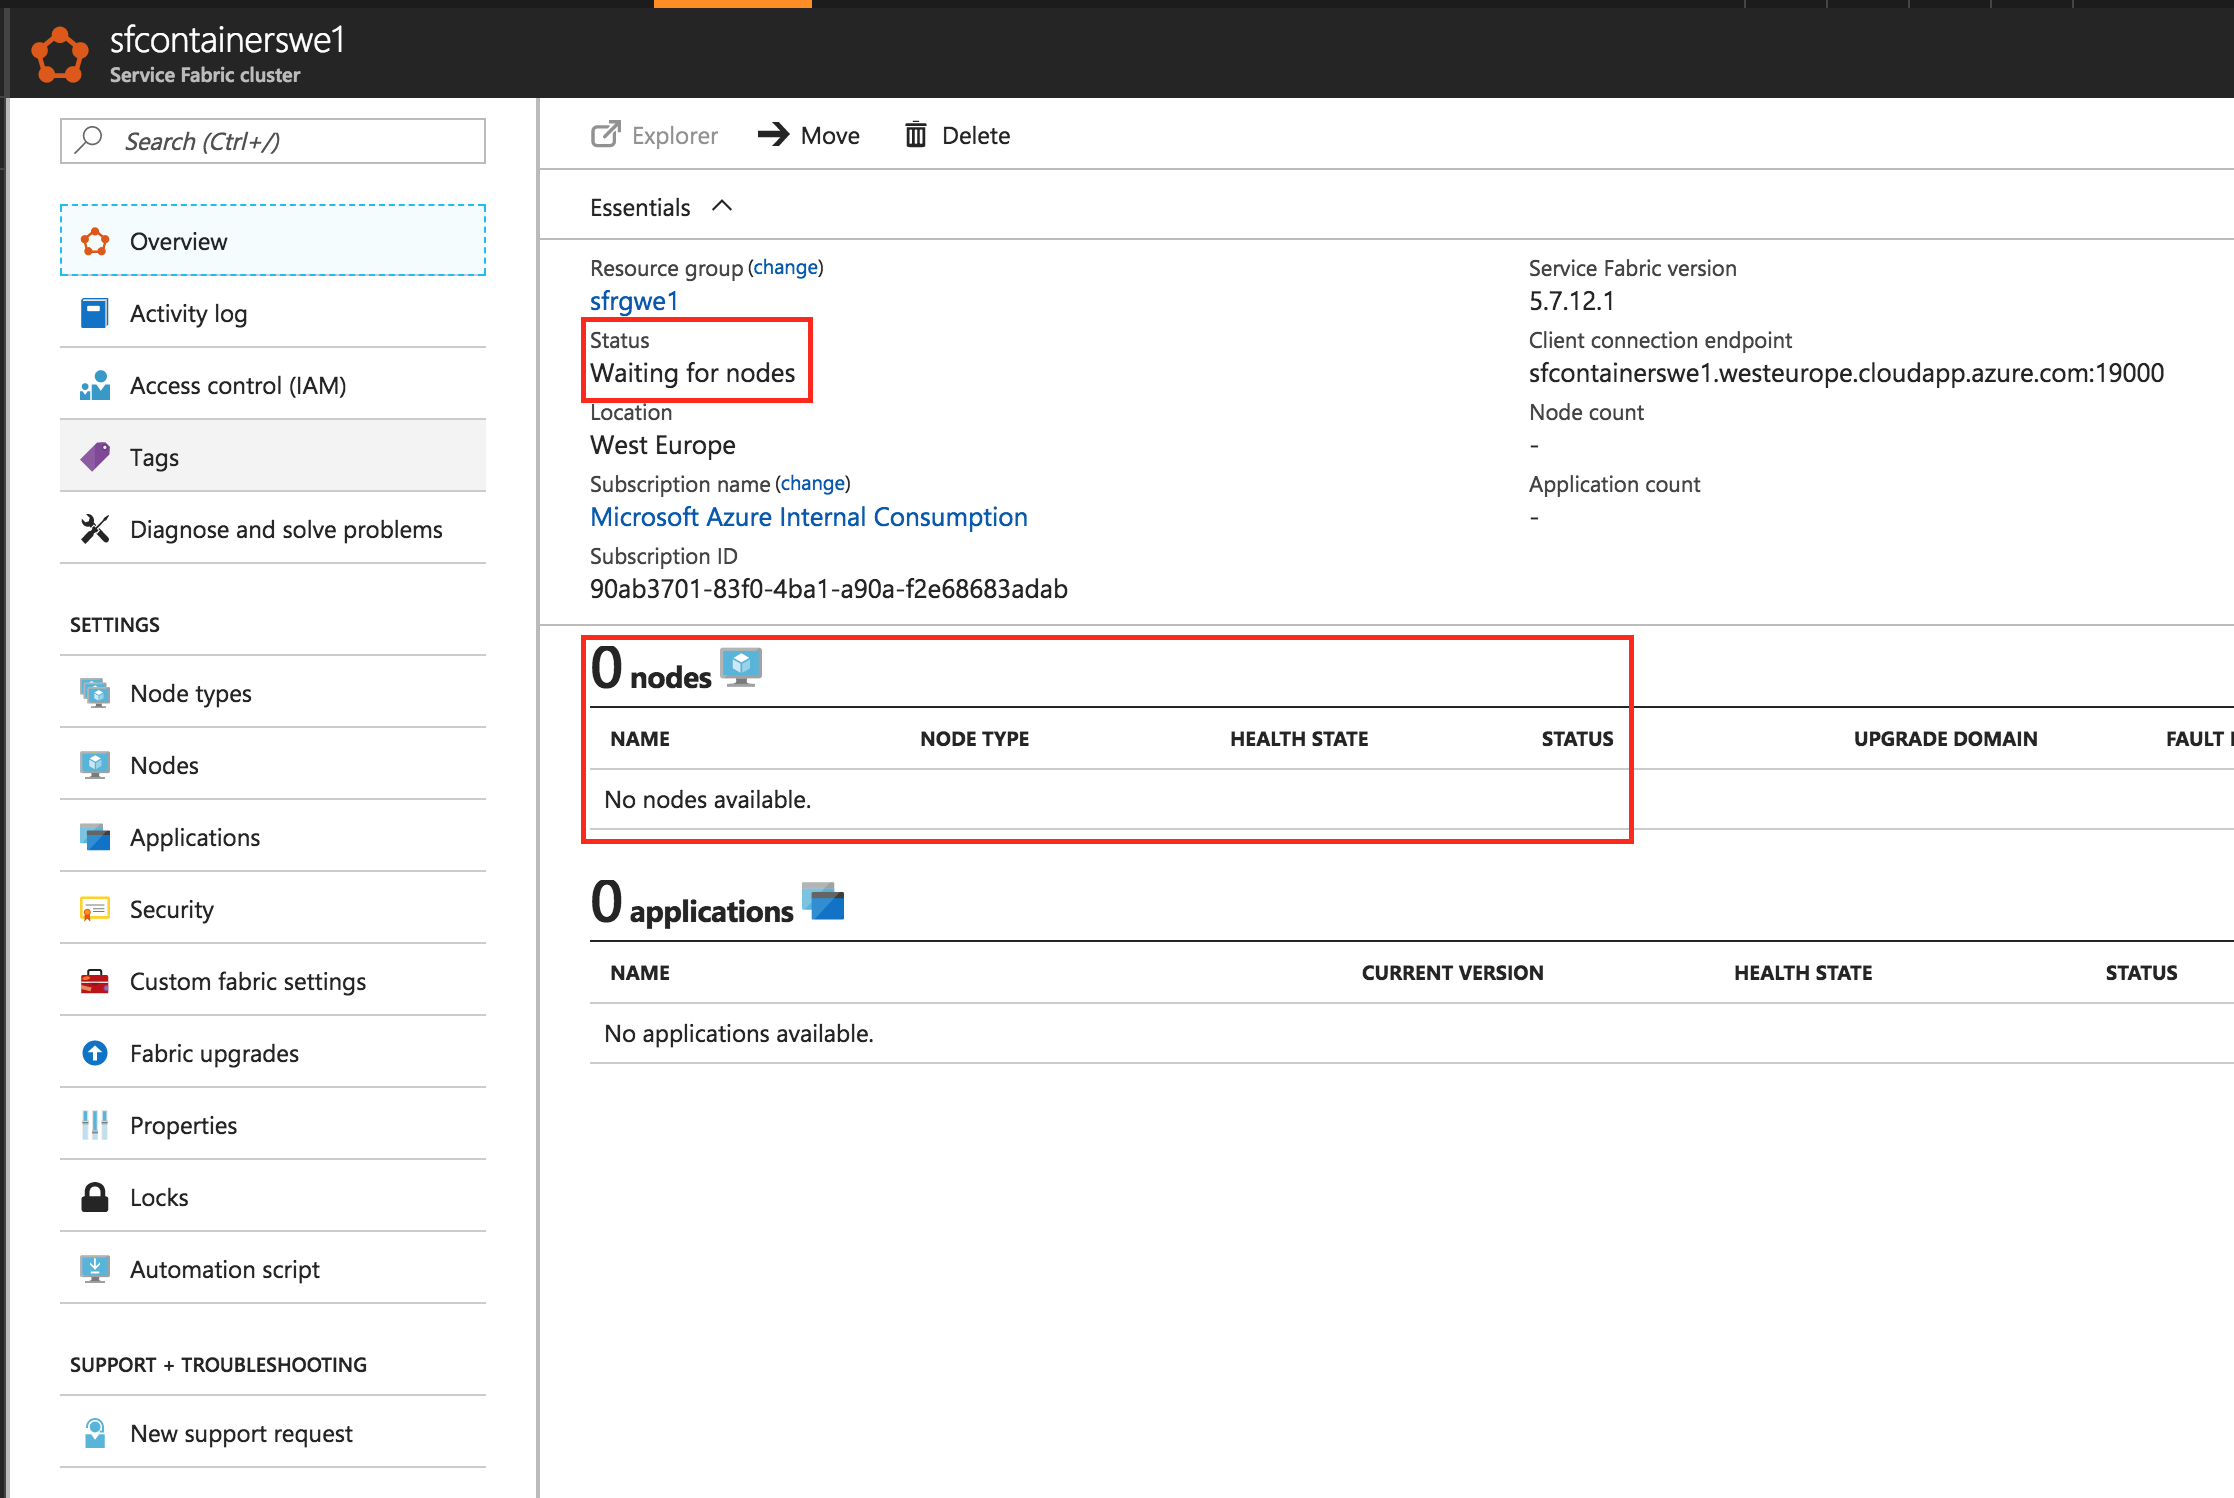 sfcontainerswe1
Service Fabric cluster
Search (Ctrl+/)
Overview
Activity log
Access control (IAM)
Tags
Diagnose and solve problems
SETTINGS
Node types
Nodes
Applications
Security
Custom fabric settings
Fabric upgrades
Properties
Locks
Automation script
SUPPORT + TROUBLESHOOTING
New support request
Explorer Move Delete
Essentials
Resource group (change)
sfrgwe1
Status
Waiting for nodes
Location
West Europe
Subscription name (change)
Microsoft Azure Internal Consumption
Subscription ID
90ab3701-83f0-4ba1-a90a-f2e68683adab
Service Fabric version
5.7.12.1
Client connection endpoint
sfcontainerswe1.westeurope.cloudapp.azure.com:19000
Node count
-
Application count
-
0 nodes
NAME NODE TYPE HEALTH STATE STATUS UPGRADE DOMAIN FAULT
No nodes available.
0 applications
NAME CURRENT VERSION HEALTH STATE STATUS
No applications available.